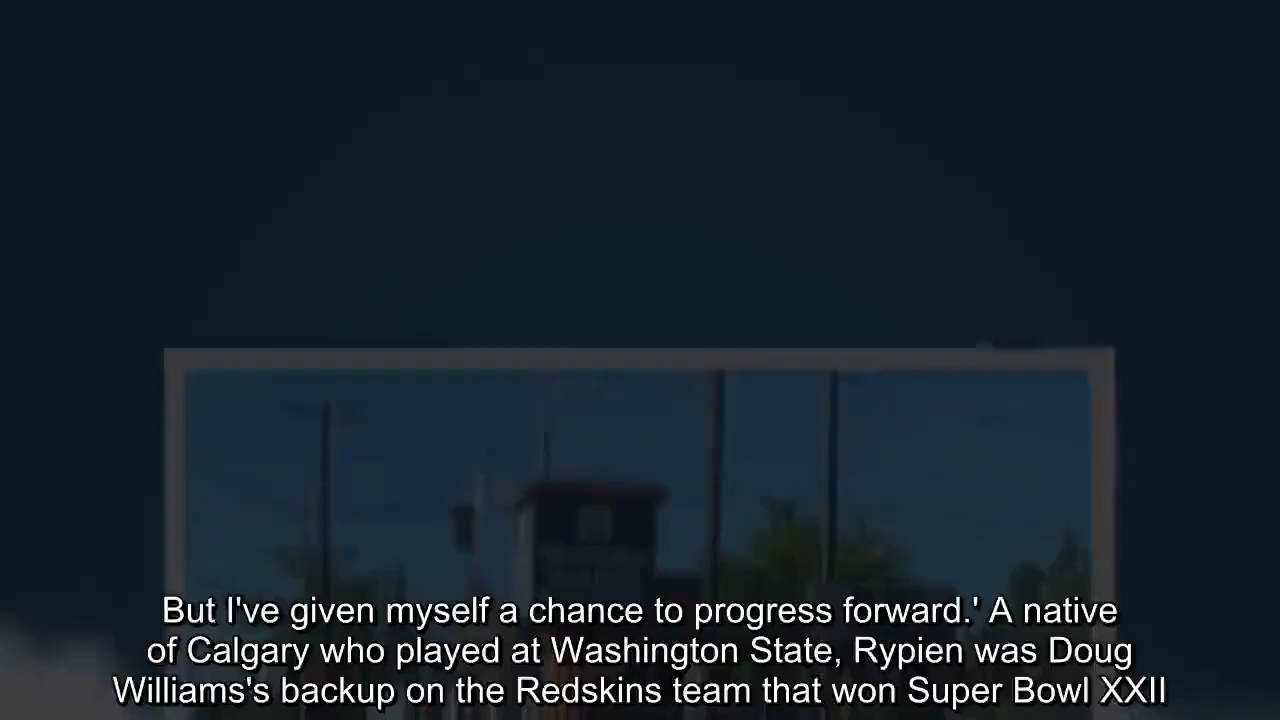 But I've given myself a chance to progress forward.' A native
of Calgary who played at Washington State, Rypien was Doug
Williams's backup on the Redskins team that won Super Bowl XXII